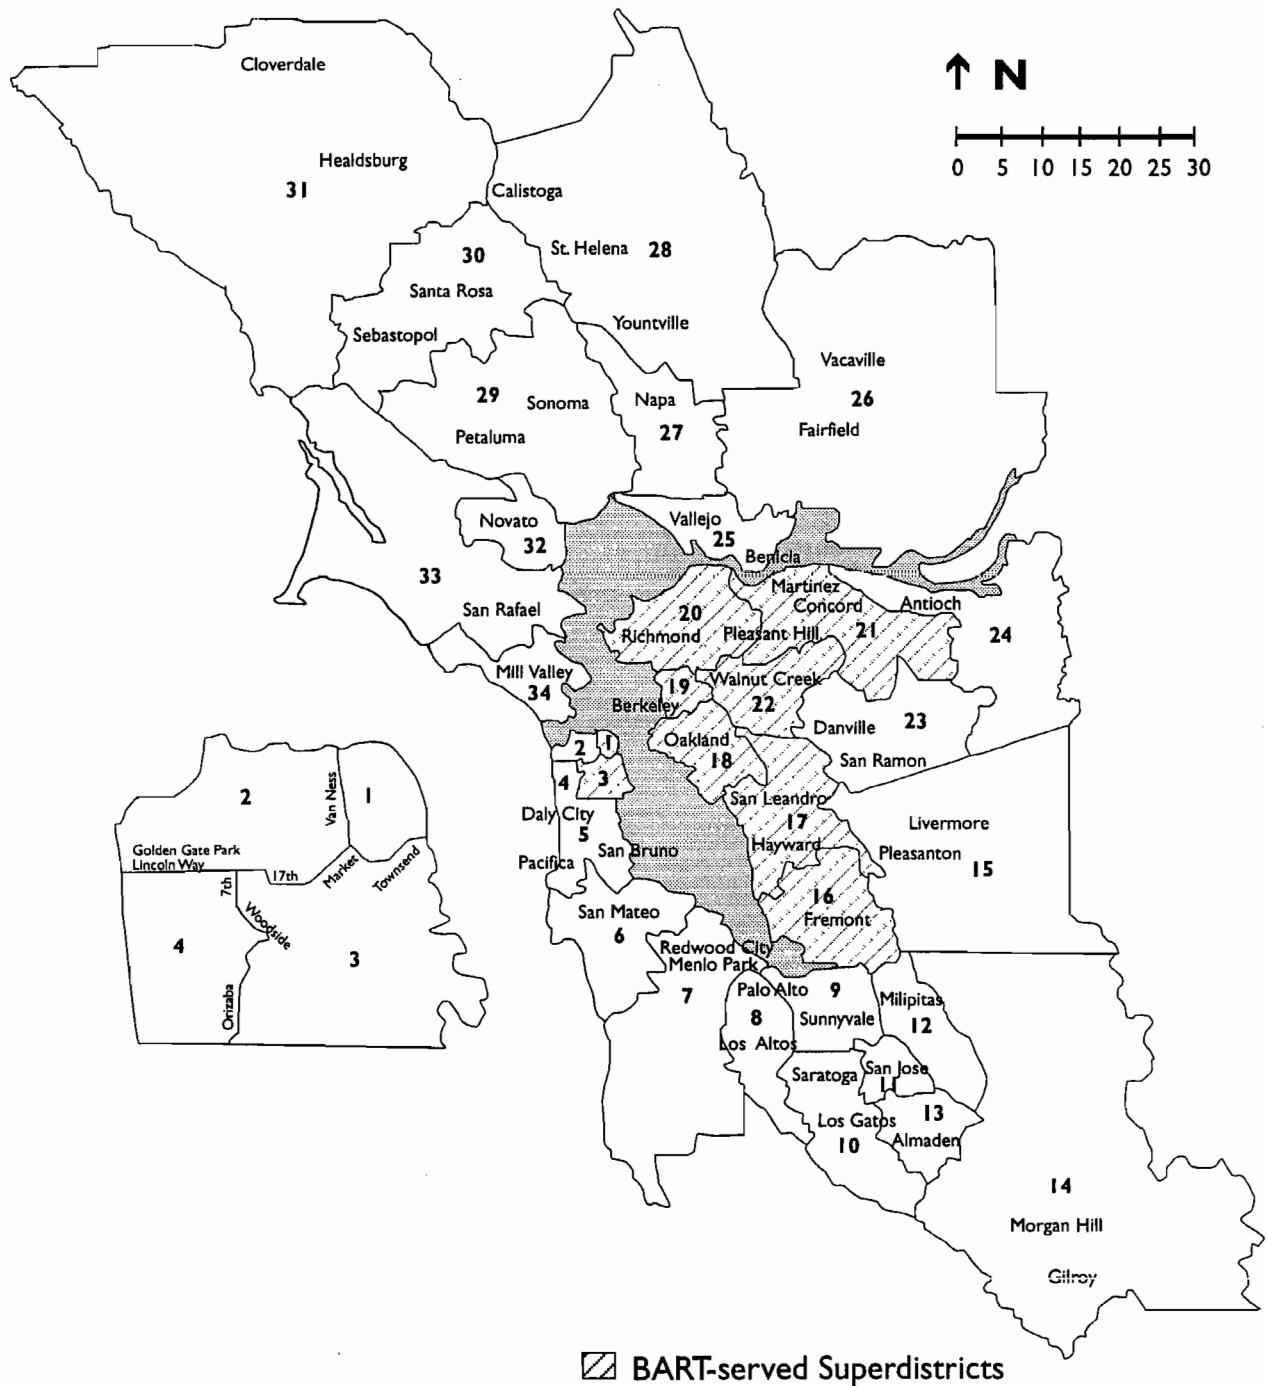 Cloverdale
N
0 5 10 15 20 25 30
Healdsburg
31
Calistoga
30
St. Helena 28
Santa Rosa
Yountville
Sebastopol
Vacaville
29
Sonoma
Napa
26
Petaluma
27
Fairfield
Novato
Vallejo
32
25
Benicia
33
Martinez
San Rafael
20
Concord
Antioch
Richmond
Pleasant Hill
21
24
Mill Valley
Walnut Creek
34
19
Berkeley
22
Danville
23
2
1
Oakland
18
San Ramon
4
3
San Leandro
Daly City
17
Livermore
5
Hayward
Pleasanton
Pacifica
San Bruno
15
16
San Mateo
Fremont
6
Redwood City
Menlo Park
7
Palo Alto
9
Milipitas
8
Sunnyvale
12
Los Altos
Saratoga
San Jose
11
Los Gatos
13
10
Almaden
14
Morgan Hill
Gilroy
2
Van Ness
1
Golden Gate Park
Lincoln Way
17th
Market
Townsend
7th
Woodside
4
3
Orizaba
BART-served Superdistricts